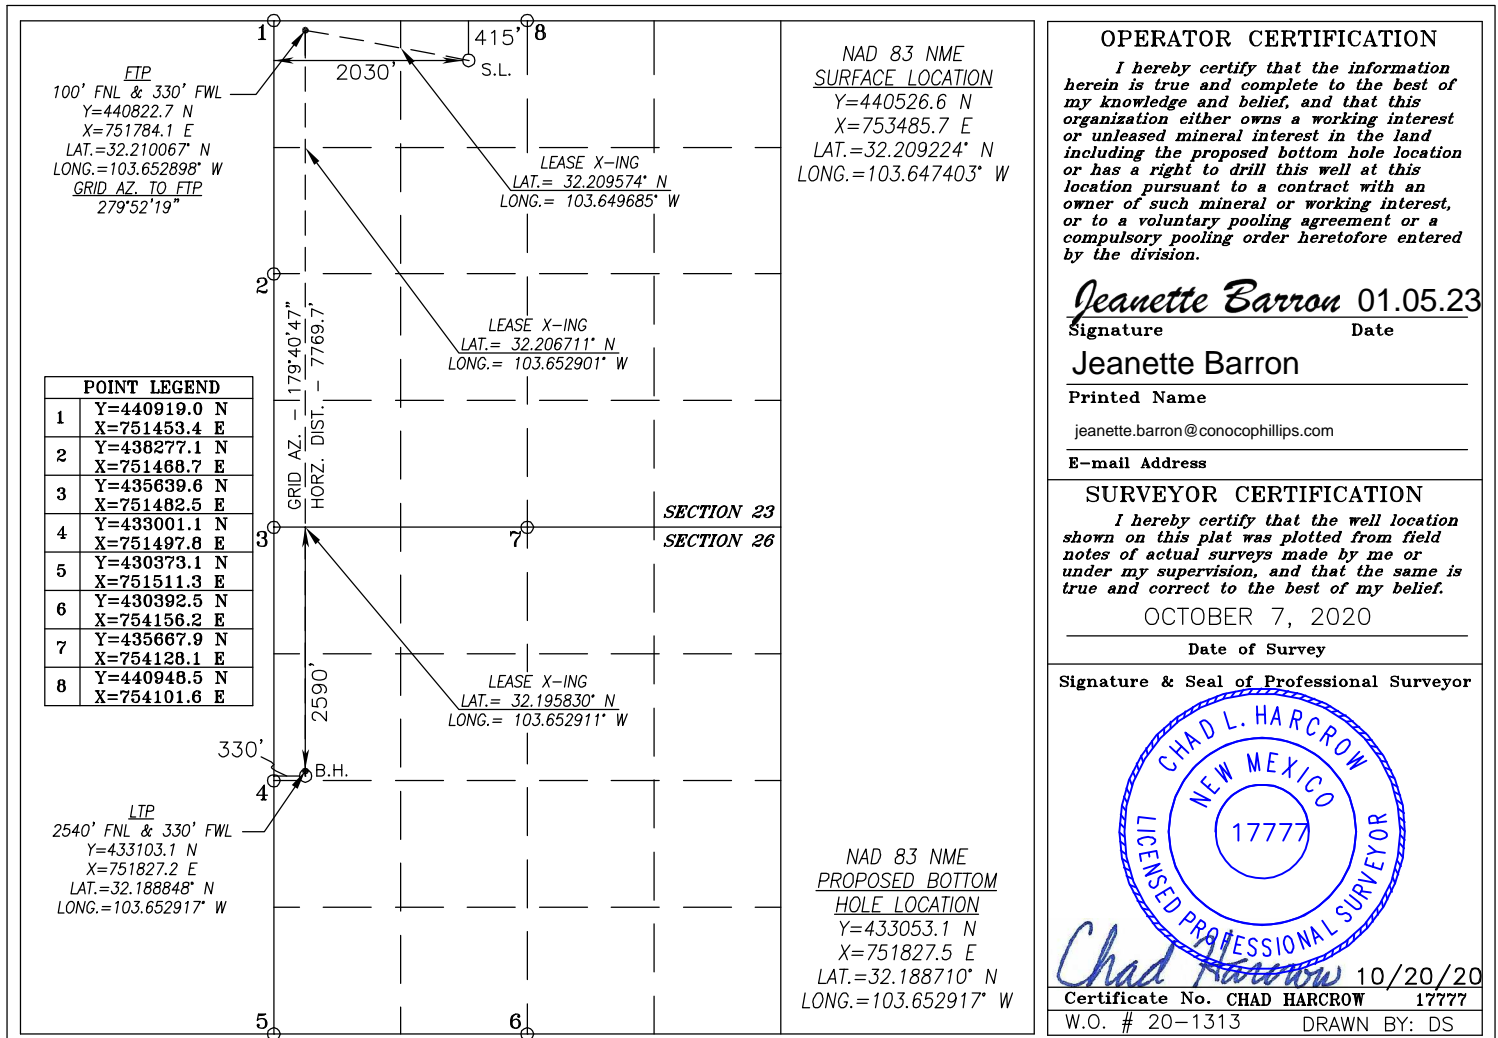 1
8
415'
2030'
S.L.
FTP
100' FNL & 330' FWL
Y=440822.7 N
X=751784.1 E
LAT.=32.210067° N
LONG.=103.652898° W
GRID AZ. TO FTP
279°52'19"
LEASE X-ING
LAT.= 32.209574° N
LONG.= 103.649685° W
2
LEASE X-ING
LAT.= 32.206711° N
LONG.= 103.652901° W
GRID AZ. - 179°40'47"
HORZ. DIST. - 7769.7'
POINT LEGEND
1 Y=440919.0 N
X=751453.4 E
2 Y=438277.1 N
X=751468.7 E
3 Y=435639.6 N
X=751482.5 E
4 Y=433001.1 N
X=751497.8 E
5 Y=430373.1 N
X=751511.3 E
6 Y=430392.5 N
X=754156.2 E
7 Y=435667.9 N
X=754128.1 E
8 Y=440948.5 N
X=754101.6 E
SECTION 23
3
7
SECTION 26
2590'
LEASE X-ING
LAT.= 32.195830° N
LONG.= 103.652911° W
330'
B.H.
4
LTP
2540' FNL & 330' FWL
Y=433103.1 N
X=751827.2 E
LAT.=32.188848° N
LONG.=103.652917° W
5
6
NAD 83 NME
SURFACE LOCATION
Y=440526.6 N
X=753485.7 E
LAT.=32.209224° N
LONG.=103.647403° W
NAD 83 NME
PROPOSED BOTTOM
HOLE LOCATION
Y=433053.1 N
X=751827.5 E
LAT.=32.188710° N
LONG.=103.652917° W
OPERATOR CERTIFICATION
I hereby certify that the information
herein is true and complete to the best of
my knowledge and belief, and that this
organization either owns a working interest
or unleased mineral interest in the land
including the proposed bottom hole location
or has a right to drill this well at this
location pursuant to a contract with an
owner of such mineral or working interest,
or to a voluntary pooling agreement or a
compulsory pooling order heretofore entered
by the division.
Jeanette Barron 01.05.23
Signature Date
Jeanette Barron
Printed Name
jeanette.barron@conocophillips.com
E-mail Address
SURVEYOR CERTIFICATION
I hereby certify that the well location
shown on this plat was plotted from field
notes of actual surveys made by me or
under my supervision, and that the same is
true and correct to the best of my belief.
OCTOBER 7, 2020
Date of Survey
Signature & Seal of Professional Surveyor
CHAD L. HARCROW
NEW MEXICO
17777
LICENSED PROFESSIONAL SURVEYOR
Chad Harcrow 10/20/20
Certificate No. CHAD HARCROW 17777
W.O. # 20-1313 DRAWN BY: DS